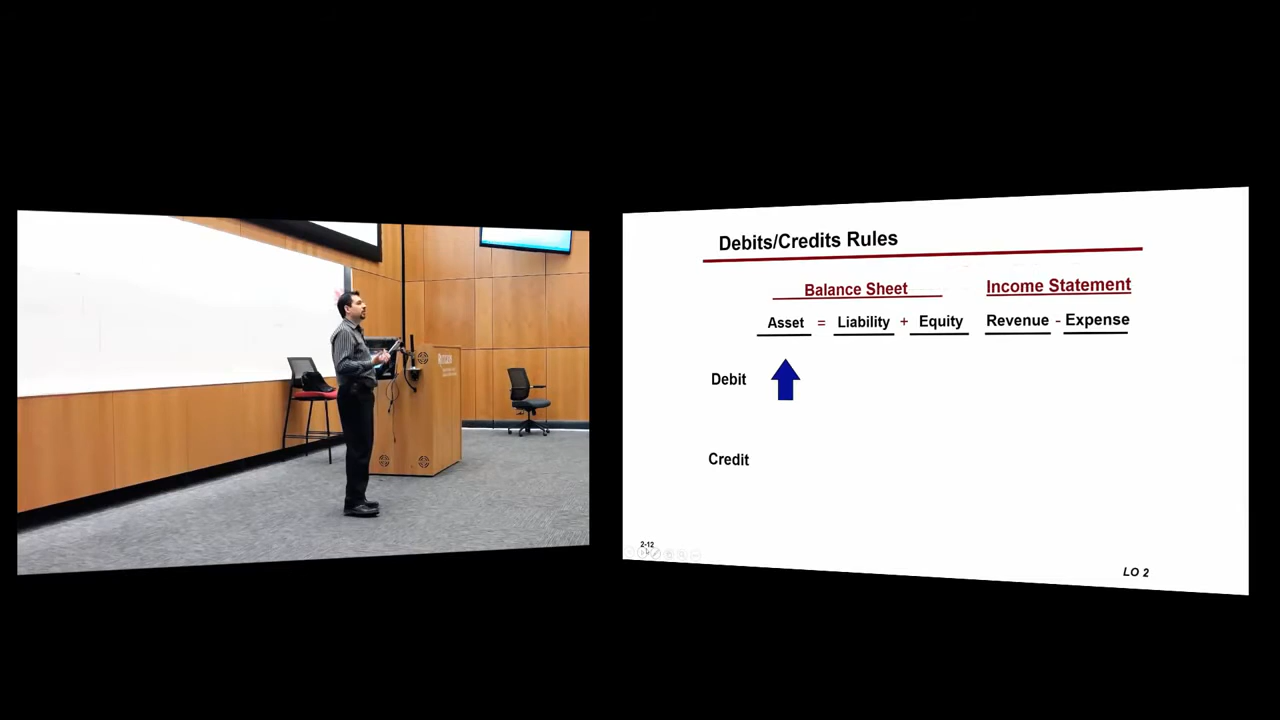 Debits/Credits Rules
Balance Sheet Income Statement
Asset = Liability + Equity Revenue - Expense
Debit
Credit
2-12
LO 2